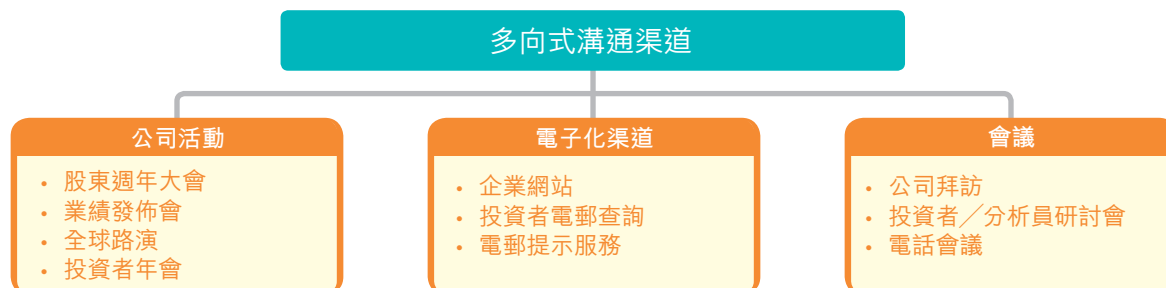 多向式溝通渠道
公司活動
• 股東週年大會
• 業績發佈會
• 全球路演
• 投資者年會
電子化渠道
• 企業網站
• 投資者電郵查詢
• 電郵提示服務
會議
• 公司拜訪
• 投資者／分析員研討會
• 電話會議